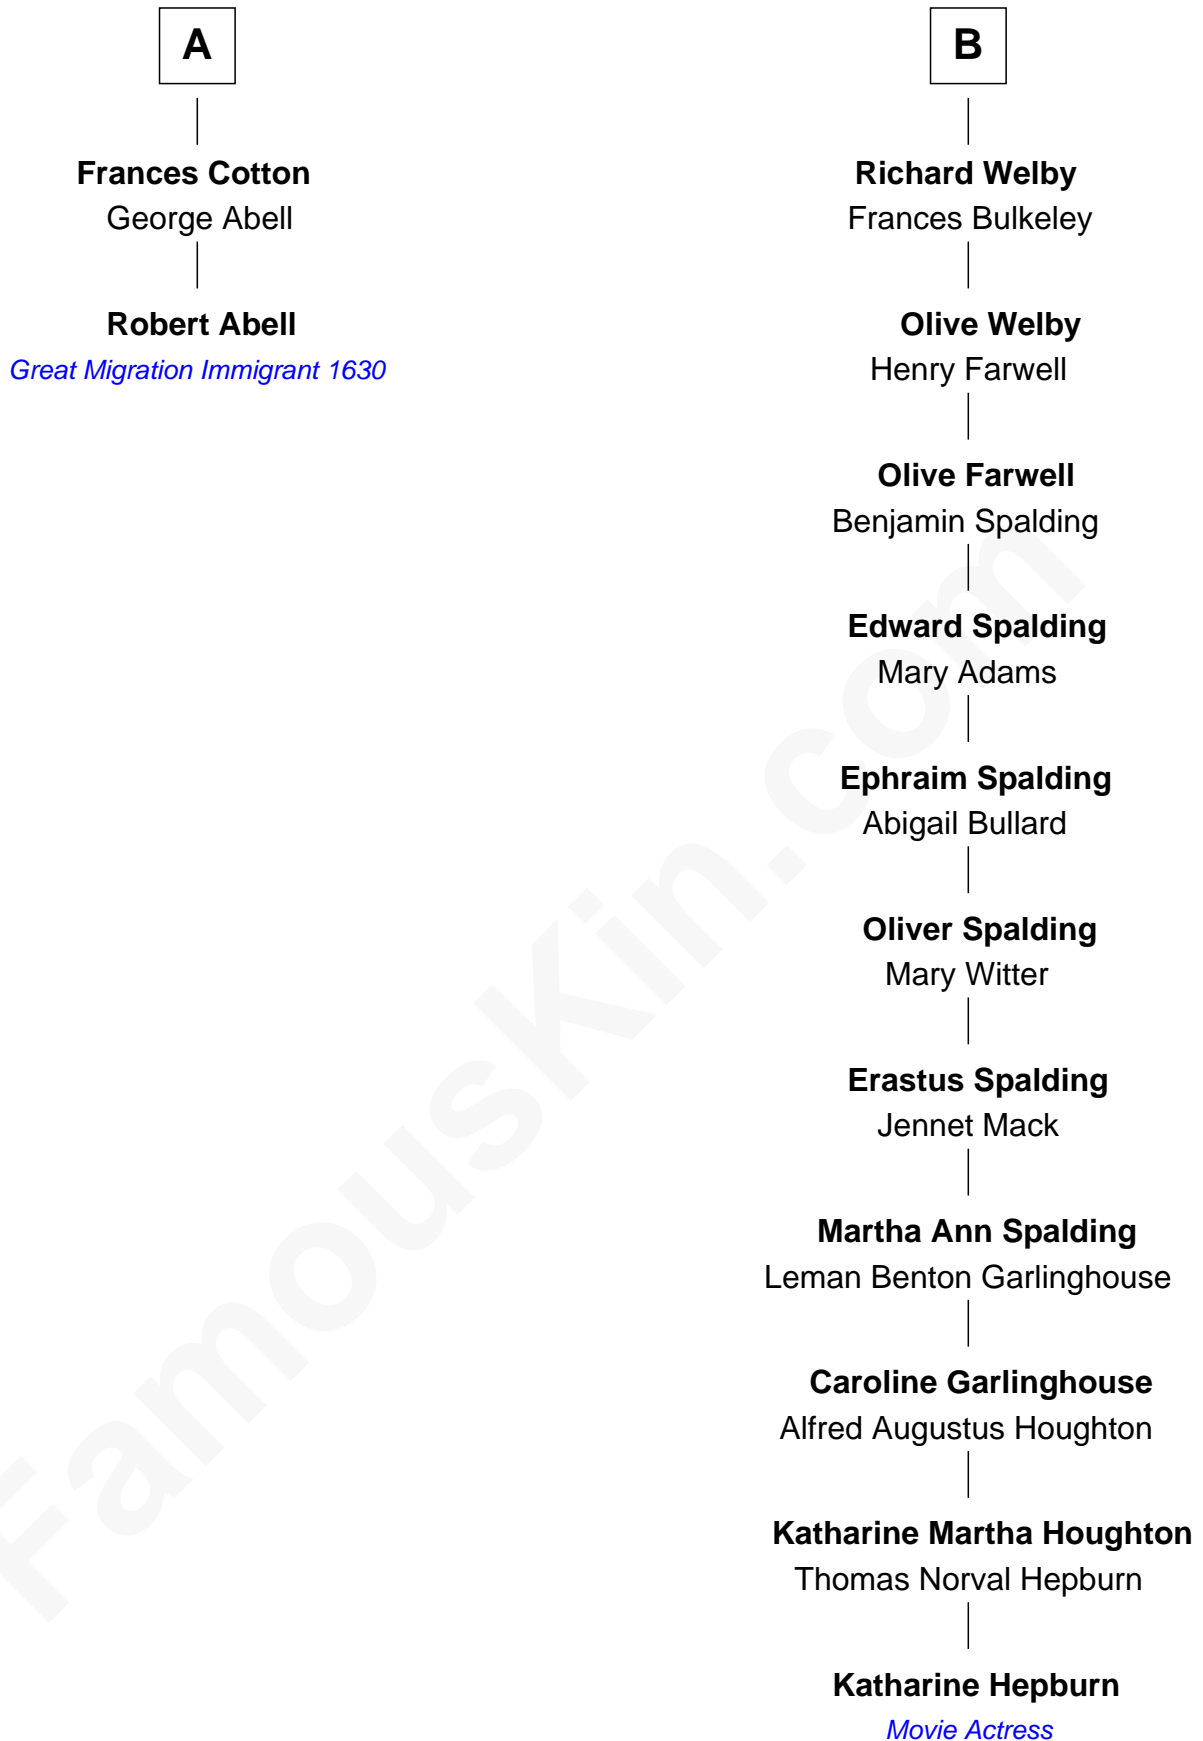 A
Frances Cotton
George Abell
Robert Abell
Great Migration Immigrant 1630
B
Richard Welby
Frances Bulkeley
Olive Welby
Henry Farwell
Olive Farwell
Benjamin Spalding
Edward Spalding
Mary Adams
Ephraim Spalding
Abigail Bullard
Oliver Spalding
Mary Witter
Erastus Spalding
Jennet Mack
Martha Ann Spalding
Leman Benton Garlinghouse
Caroline Garlinghouse
Alfred Augustus Houghton
Katharine Martha Houghton
Thomas Norval Hepburn
Katharine Hepburn
Movie Actress
FamousKin.com